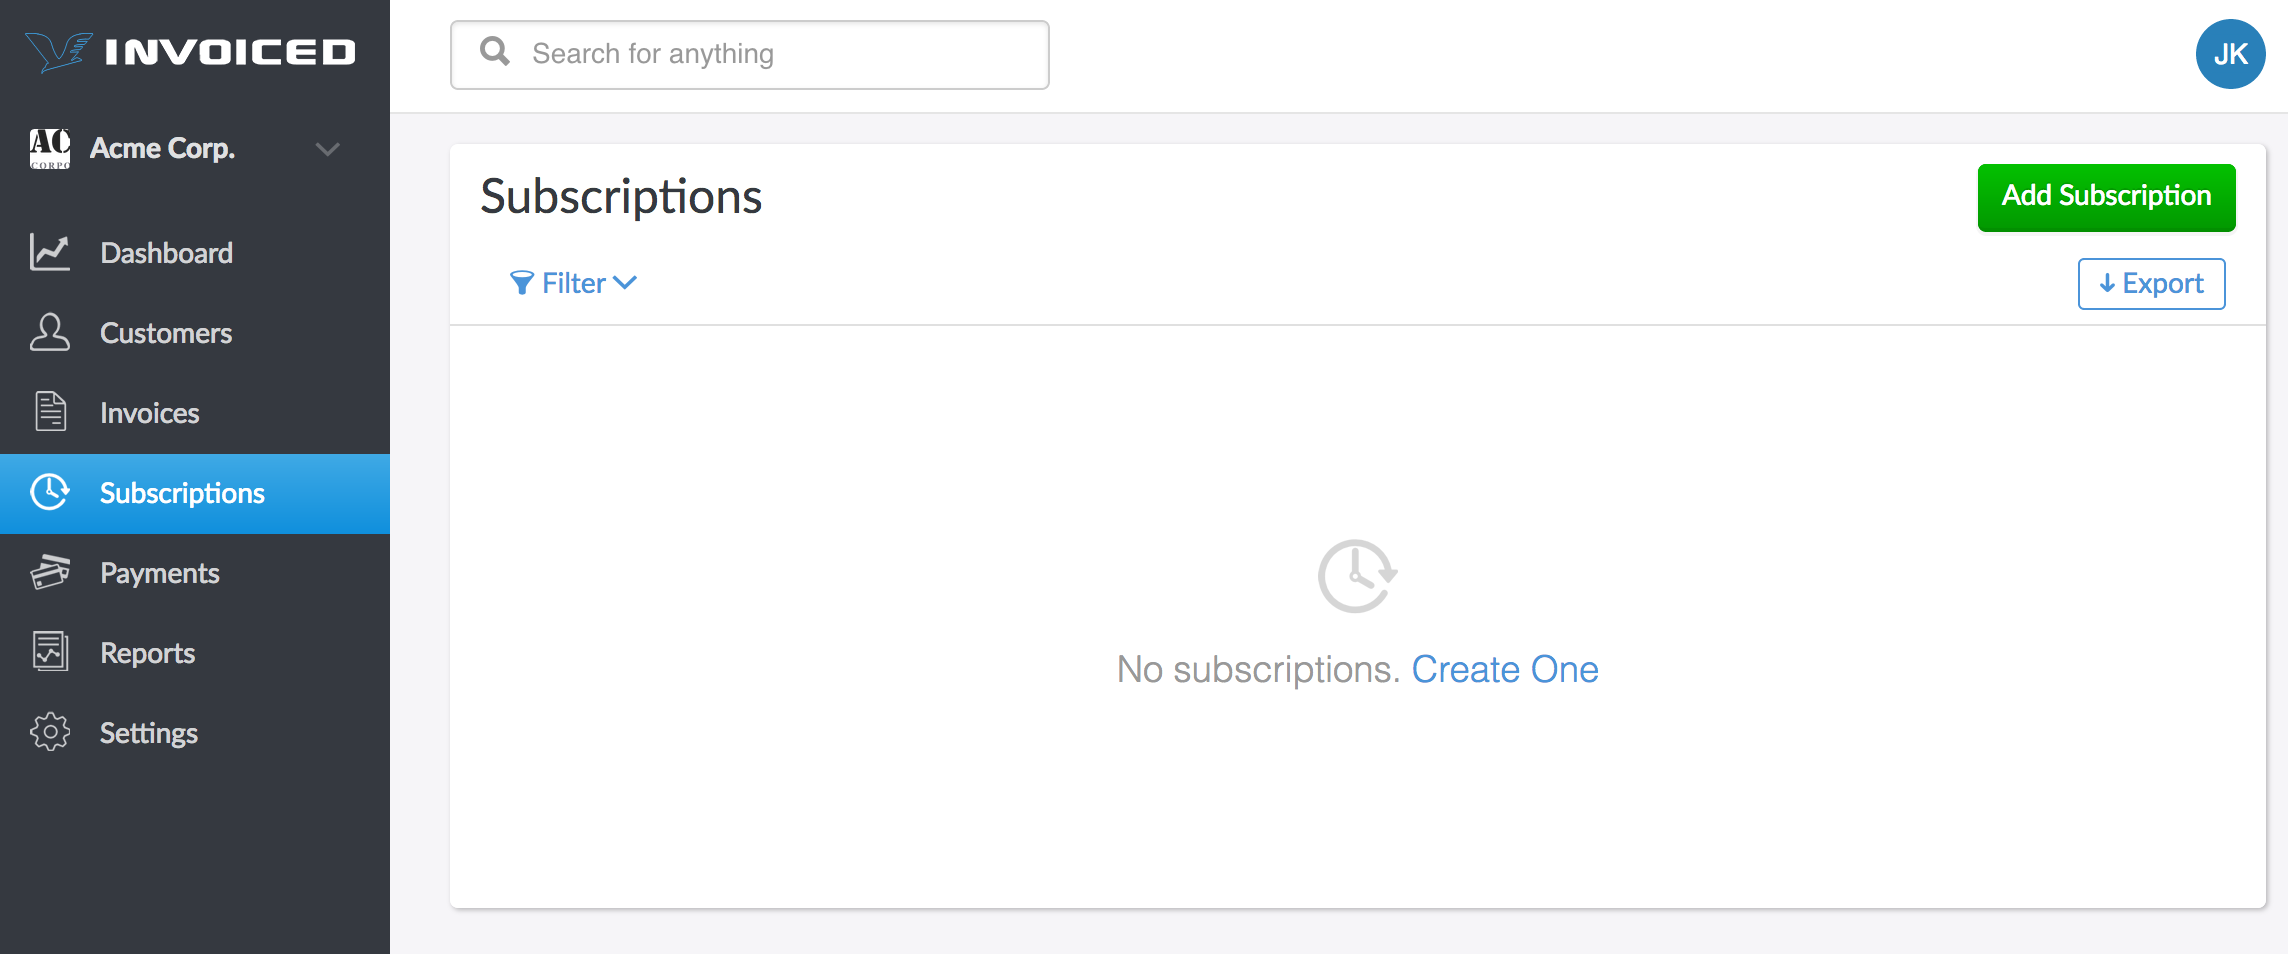 INVOICED
Search for anything
JK
AC
CORPO
Acme Corp.
Dashboard
Customers
Invoices
Subscriptions
Payments
Reports
Settings
Subscriptions
Add Subscription
Filter
Export
No subscriptions. Create One